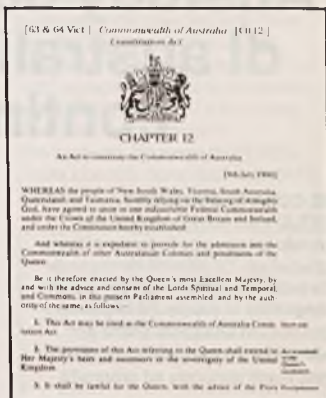 [63 & 64 Vict] Commonwealth of Australia [CH 12]
Constitution Act
CHAPTER 12
An Act to constitute the Commonwealth of Australia
[9th July 1900]
WHEREAS the people of New South Wales, Victoria, South Australia,
Queensland, and Tasmania, humbly relying on the blessing of Almighty
God, have agreed to unite in one indissoluble Federal Commonwealth
under the Crown of the United Kingdom of Great Britain and Ireland,
and under the Constitution hereby established
And whereas it is expedient to provide for the admission into the
Commonwealth of other Australasian Colonies and possessions of the
Queen
Be it therefore enacted by the Queen's most Excellent Majesty, by
and with the advice and consent of the Lords Spiritual and Temporal,
and Commons, in this present Parliament assembled, and by the auth-
ority of the same, as follows:
1. This Act may be cited as the Commonwealth of Australia Consti-
tution Act.
2. The provisions of this Act referring to the Queen shall extend to
Her Majesty's heirs and successors in the sovereignty of the United
Kingdom.
3. It shall be lawful for the Queen, with the advice of the Privy